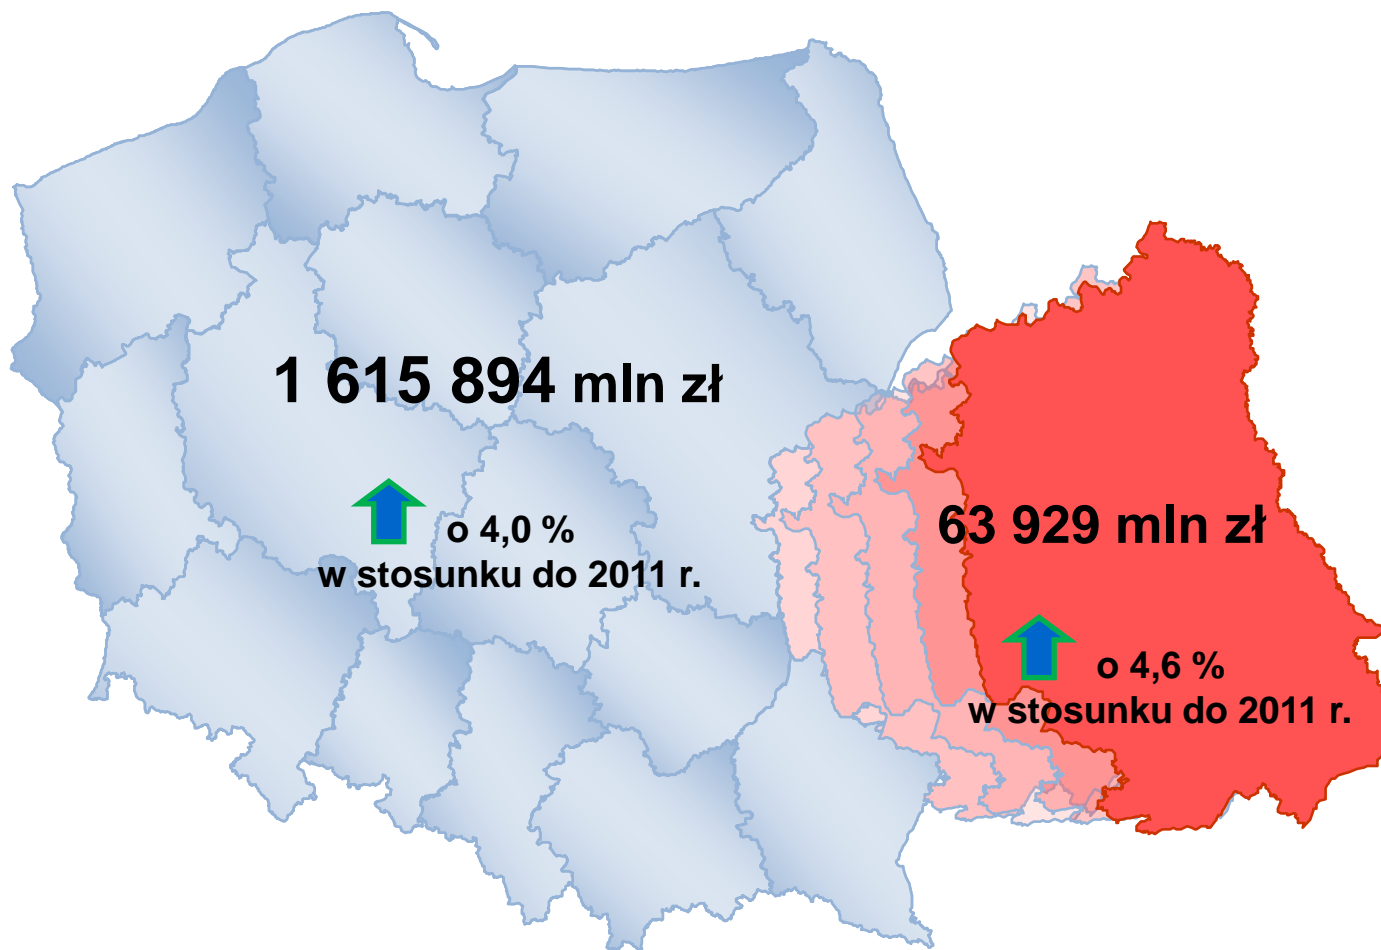 1 615 894 mln zł
o 4,0 %
w stosunku do 2011 r.
63 929 mln zł
o 4,6 %
w stosunku do 2011 r.